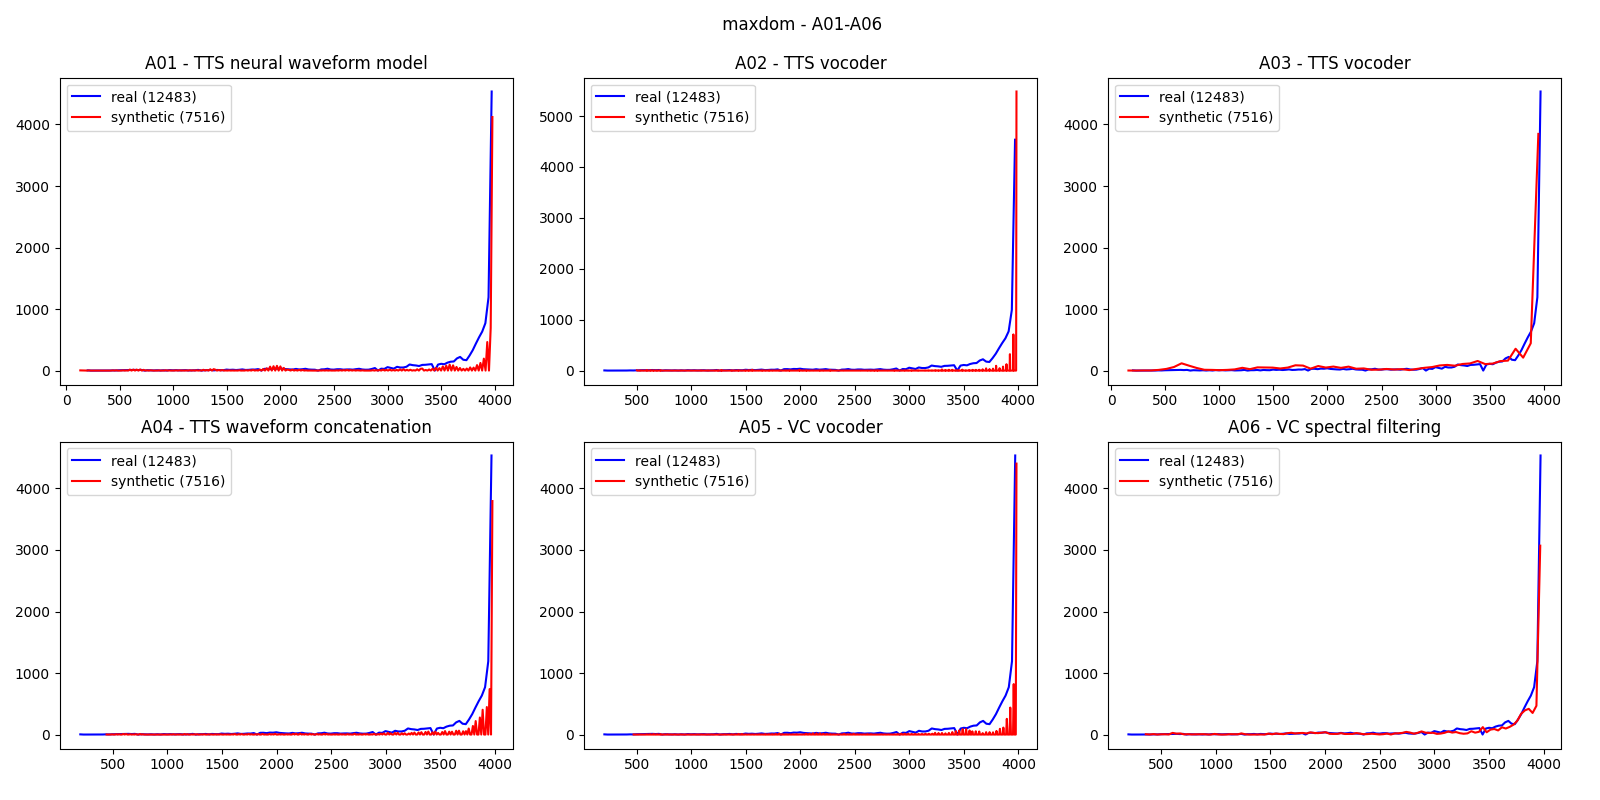 maxdom - A01-A06
A01 - TTS neural waveform model
real (12483)
synthetic (7516)
4000
3000
2000
1000
0
0 500 1000 1500 2000 2500 3000 3500 4000
A02 - TTS vocoder
real (12483)
synthetic (7516)
5000
4000
3000
2000
1000
0
500 1000 1500 2000 2500 3000 3500 4000
A03 - TTS vocoder
real (12483)
synthetic (7516)
4000
3000
2000
1000
0
0 500 1000 1500 2000 2500 3000 3500 4000
A04 - TTS waveform concatenation
real (12483)
synthetic (7516)
4000
3000
2000
1000
0
500 1000 1500 2000 2500 3000 3500 4000
A05 - VC vocoder
real (12483)
synthetic (7516)
4000
3000
2000
1000
0
500 1000 1500 2000 2500 3000 3500 4000
A06 - VC spectral filtering
real (12483)
synthetic (7516)
4000
3000
2000
1000
0
500 1000 1500 2000 2500 3000 3500 4000